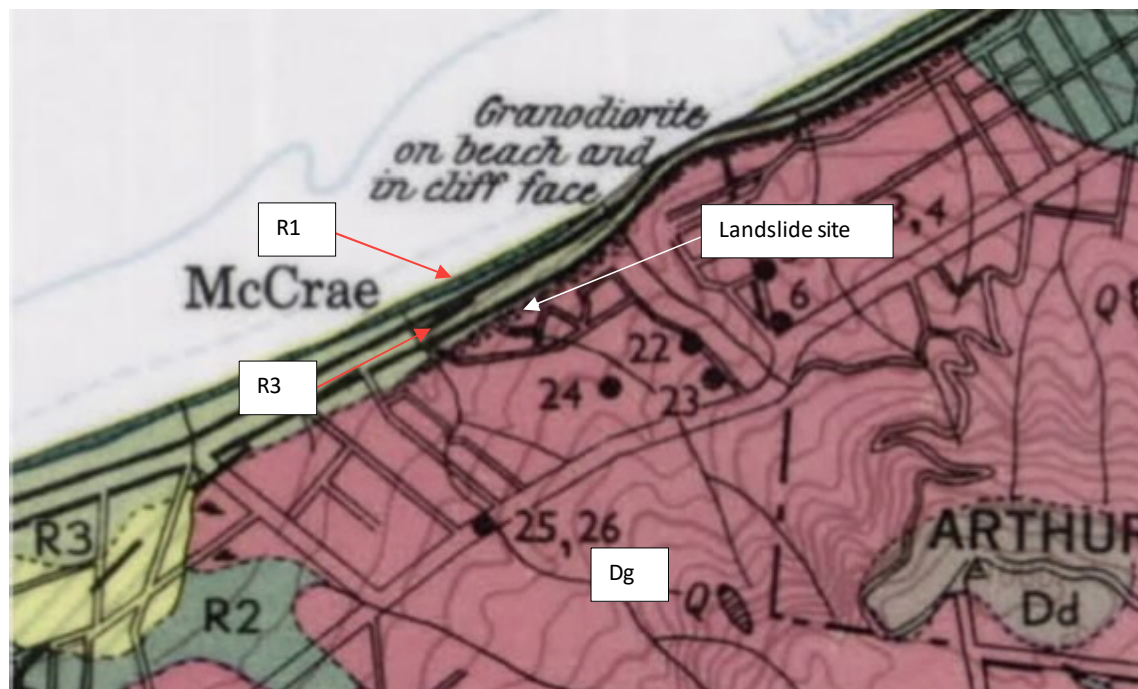 Granodiorite
on beach and
in cliff face
R1
Landslide site
3,4
McCrae
6
R3
22
24
23
25,26
ARTHUR
R3
Dg
Q
Q
R2
Dd